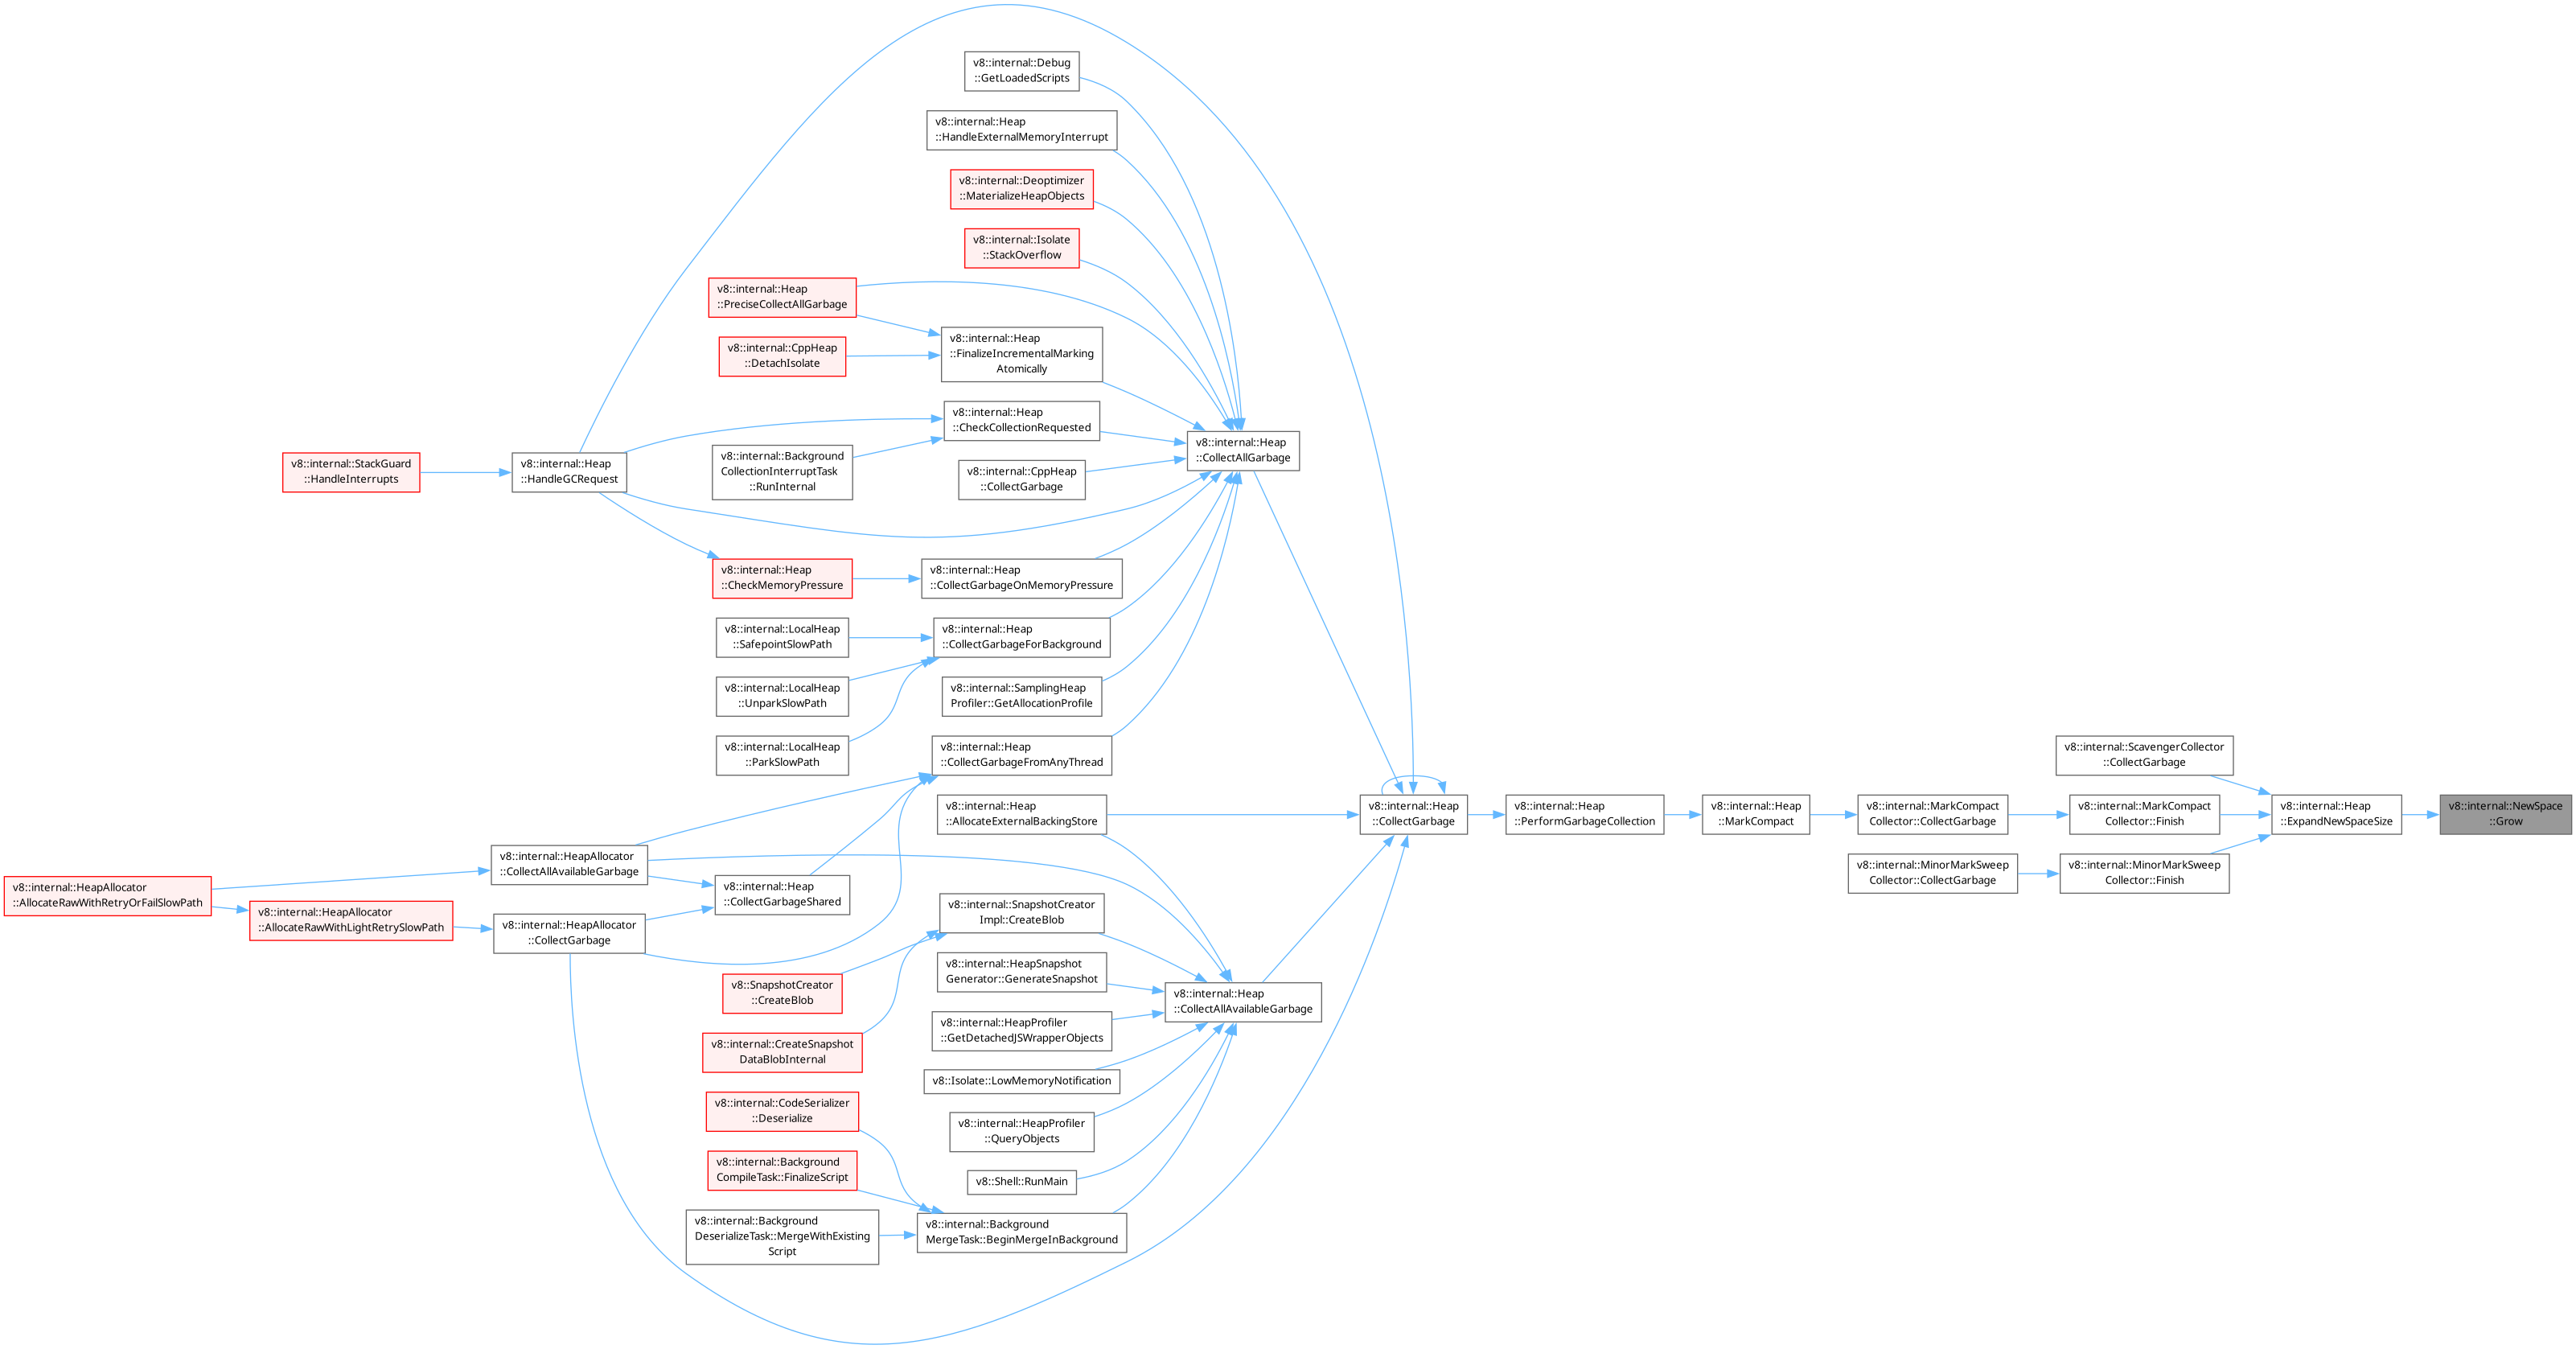 v8::internal::Debug
::GetLoadedScripts
v8::internal::Heap
::HandleExternalMemoryInterrupt
v8::internal::Deoptimizer
::MaterializeHeapObjects
v8::internal::Isolate
::StackOverflow
v8::internal::Heap
::PreciseCollectAllGarbage
v8::internal::Heap
::FinalizeIncrementalMarking
Atomically
v8::internal::CppHeap
::DetachIsolate
v8::internal::Heap
::CheckCollectionRequested
v8::internal::Heap
::CollectAllGarbage
v8::internal::Background
CollectionInterruptTask
::RunInternal
v8::internal::StackGuard
::HandleInterrupts
v8::internal::Heap
::HandleGCRequest
v8::internal::CppHeap
::CollectGarbage
v8::internal::Heap
::CheckMemoryPressure
v8::internal::Heap
::CollectGarbageOnMemoryPressure
v8::internal::LocalHeap
::SafepointSlowPath
v8::internal::Heap
::CollectGarbageForBackground
v8::internal::LocalHeap
::UnparkSlowPath
v8::internal::SamplingHeap
Profiler::GetAllocationProfile
v8::internal::LocalHeap
::ParkSlowPath
v8::internal::Heap
::CollectGarbageFromAnyThread
v8::internal::ScavengerCollector
::CollectGarbage
v8::internal::Heap
::AllocateExternalBackingStore
v8::internal::Heap
::CollectGarbage
v8::internal::Heap
::PerformGarbageCollection
v8::internal::Heap
::MarkCompact
v8::internal::MarkCompact
Collector::CollectGarbage
v8::internal::MarkCompact
Collector::Finish
v8::internal::Heap
::ExpandNewSpaceSize
v8::internal::NewSpace
::Grow
v8::internal::HeapAllocator
::CollectAllAvailableGarbage
v8::internal::MinorMarkSweep
Collector::CollectGarbage
v8::internal::MinorMarkSweep
Collector::Finish
v8::internal::HeapAllocator
::AllocateRawWithRetryOrFailSlowPath
v8::internal::Heap
::CollectGarbageShared
v8::internal::HeapAllocator
::AllocateRawWithLightRetrySlowPath
v8::internal::HeapAllocator
::CollectGarbage
v8::internal::SnapshotCreator
Impl::CreateBlob
v8::internal::HeapSnapshot
Generator::GenerateSnapshot
v8::SnapshotCreator
::CreateBlob
v8::internal::Heap
::CollectAllAvailableGarbage
v8::internal::HeapProfiler
::GetDetachedJSWrapperObjects
v8::internal::CreateSnapshot
DataBlobInternal
v8::Isolate::LowMemoryNotification
v8::internal::CodeSerializer
::Deserialize
v8::internal::HeapProfiler
::QueryObjects
v8::internal::Background
CompileTask::FinalizeScript
v8::Shell::RunMain
v8::internal::Background
DeserializeTask::MergeWithExisting
Script
v8::internal::Background
MergeTask::BeginMergeInBackground